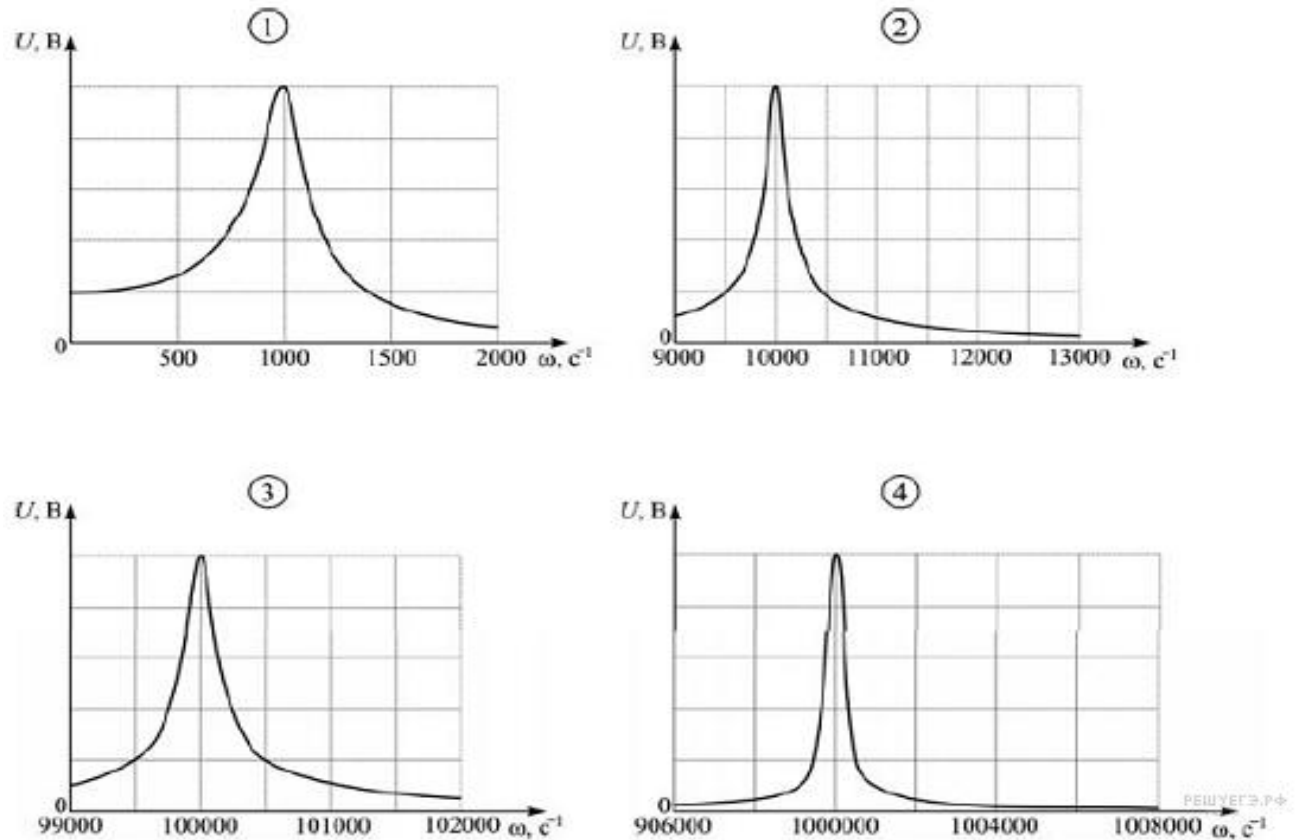 ①
U, В
0
500 1000 1500 2000 ω, с⁻¹
②
U, В
0
9000 10000 11000 12000 13000 ω, с⁻¹
③
U, В
0
99000 100000 101000 102000 ω, с⁻¹
④
U, В
0
906000 1000000 1004000 1008000 ω, с⁻¹
РЕШУЕГЭ.РФ